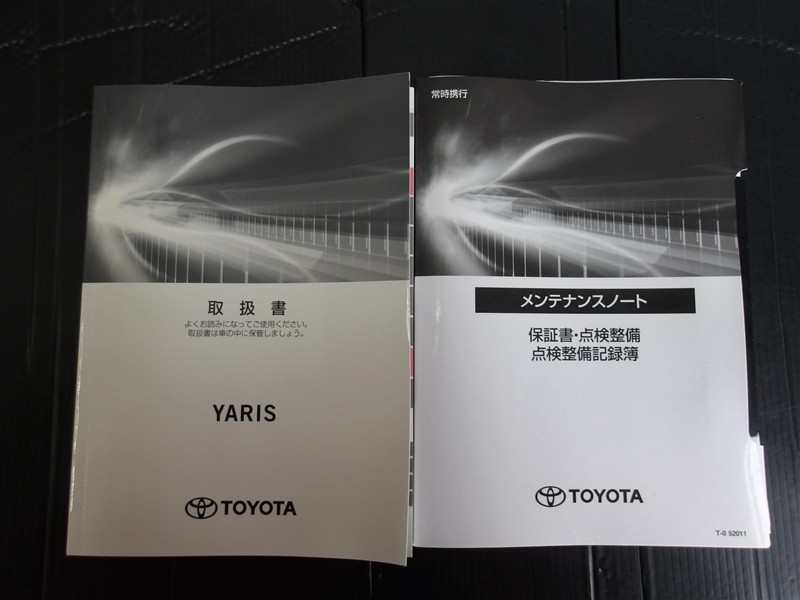 取扱書
よくお読みになってご使用ください。
取扱書は車の中に保管しましょう。
YARIS
TOYOTA
常時携行
メンテナンスノート
保証書・点検整備
点検整備記録簿
TOYOTA
T-0 52011